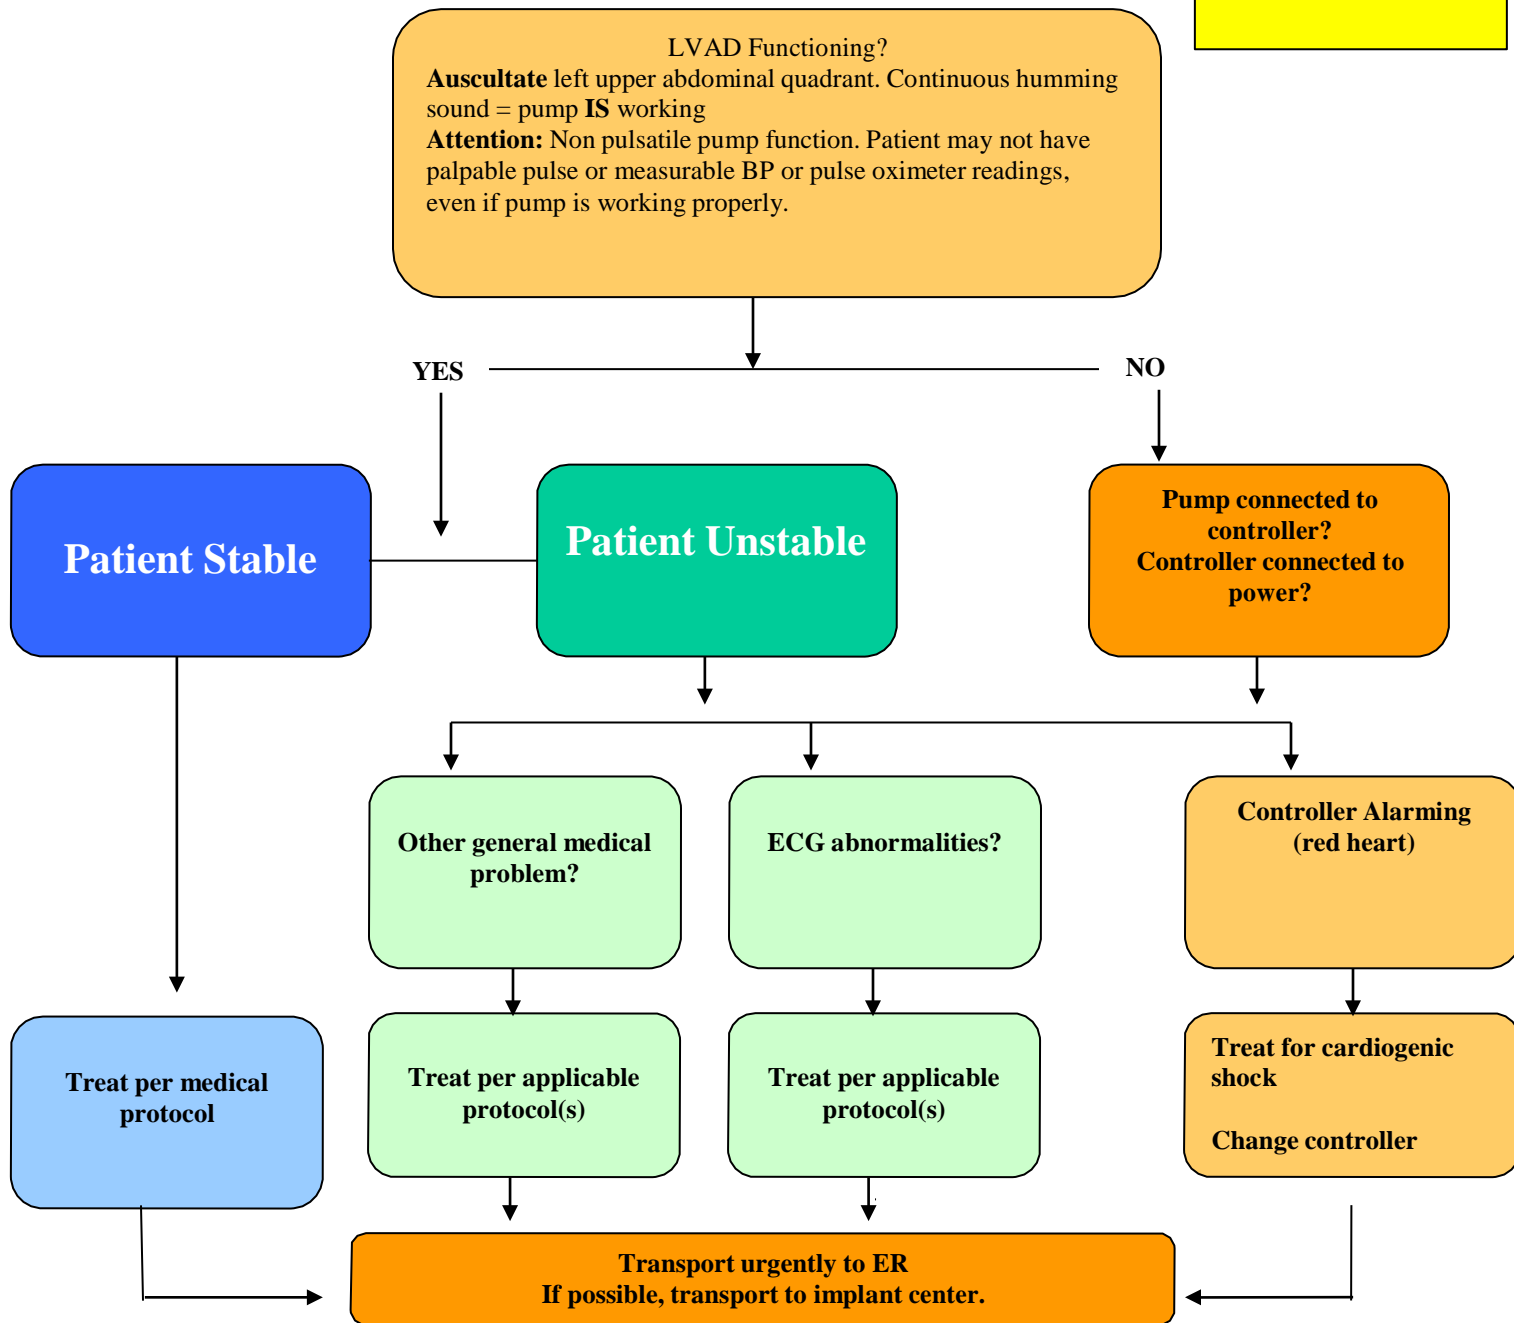 LVAD Functioning?
Auscultate left upper abdominal quadrant. Continuous humming
sound = pump IS working
Attention: Non pulsatile pump function. Patient may not have
palpable pulse or measurable BP or pulse oximeter readings,
even if pump is working properly.
YES
NO
Patient Stable
Patient Unstable
Pump connected to
controller?
Controller connected to
power?
Other general medical
problem?
ECG abnormalities?
Controller Alarming
(red heart)
Treat per medical
protocol
Treat per applicable
protocol(s)
Treat per applicable
protocol(s)
Treat for cardiogenic
shock
Change controller
Transport urgently to ER
If possible, transport to implant center.